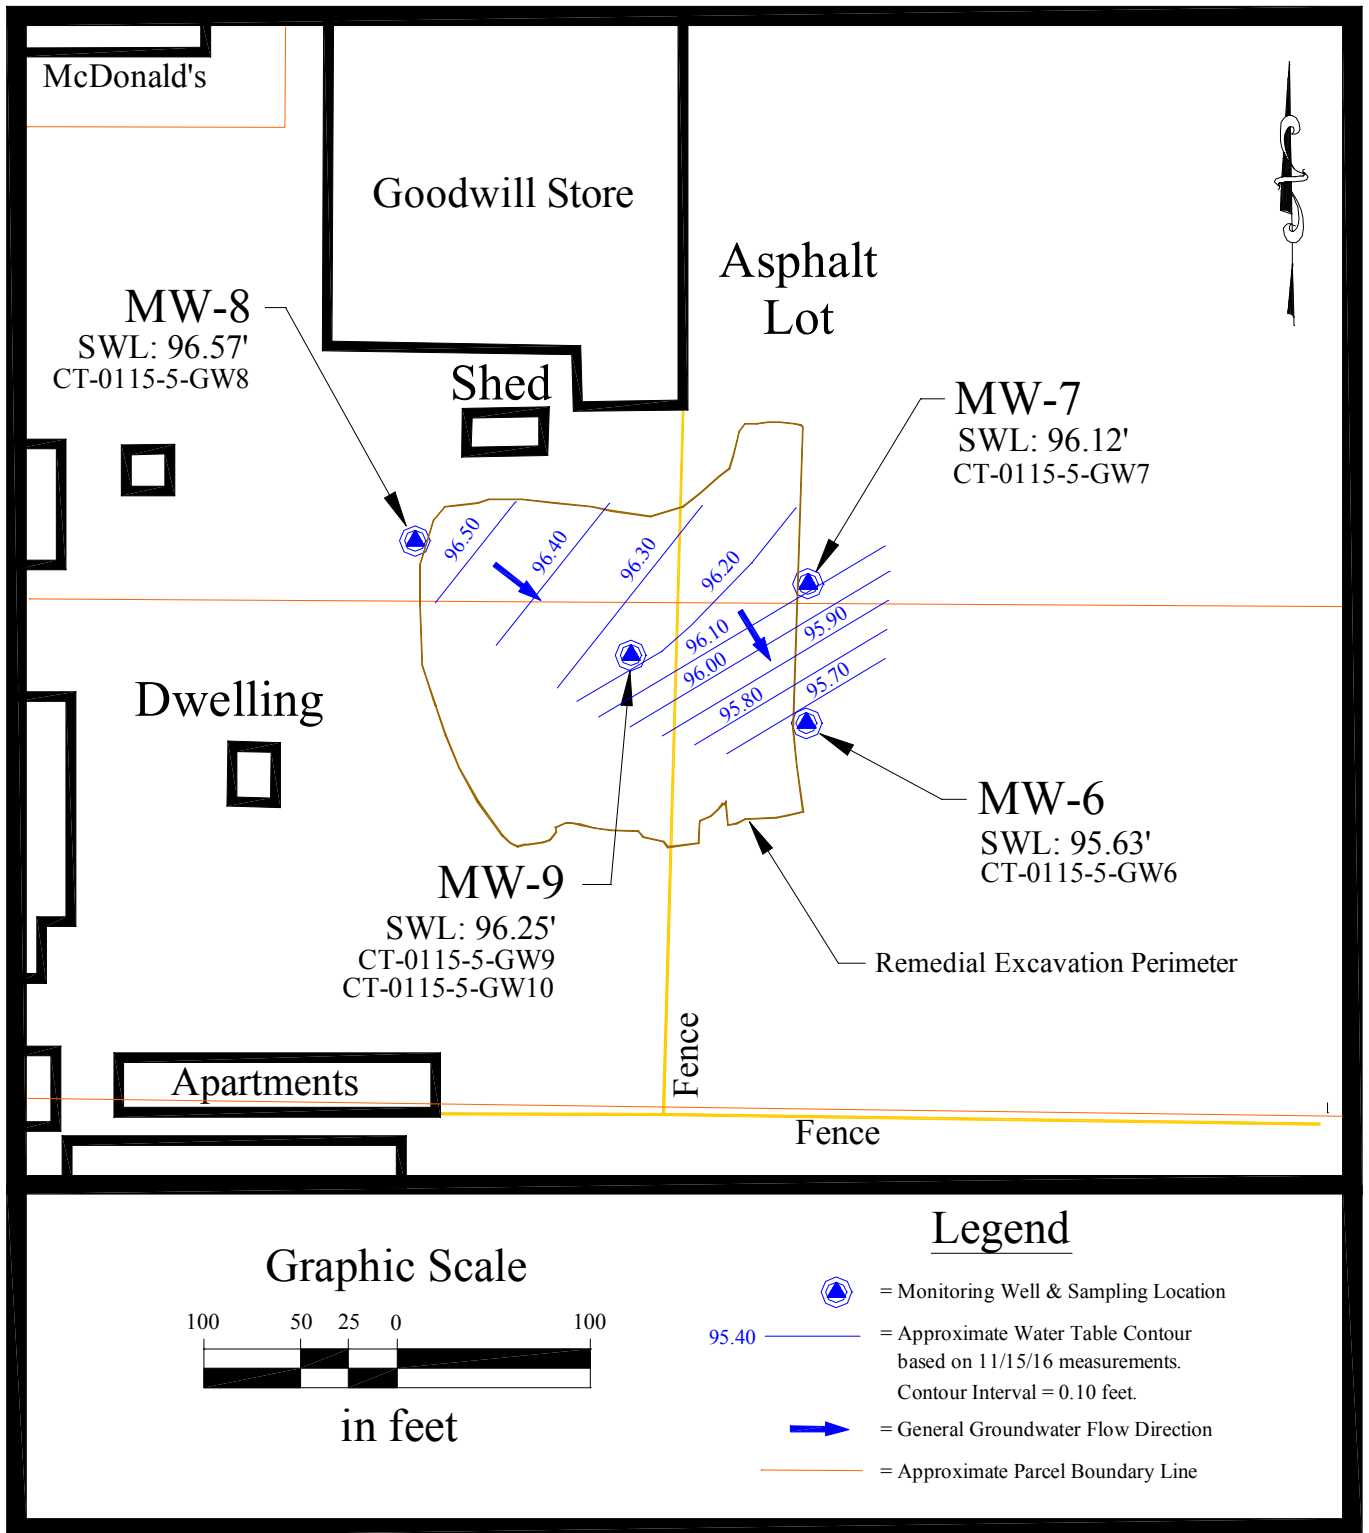 McDonald's
Goodwill Store
Asphalt
Lot
MW-8
SWL: 96.57'
CT-0115-5-GW8
Shed
MW-7
SWL: 96.12'
CT-0115-5-GW7
96.50
96.40
96.30
96.20
96.10
96.00
95.90
95.80
95.70
Dwelling
MW-6
SWL: 95.63'
CT-0115-5-GW6
MW-9
SWL: 96.25'
CT-0115-5-GW9
CT-0115-5-GW10
Remedial Excavation Perimeter
Fence
Apartments
Fence
Graphic Scale
100 50 25 0 100
in feet
Legend
= Monitoring Well & Sampling Location
95.40 = Approximate Water Table Contour
based on 11/15/16 measurements.
Contour Interval = 0.10 feet.
= General Groundwater Flow Direction
= Approximate Parcel Boundary Line